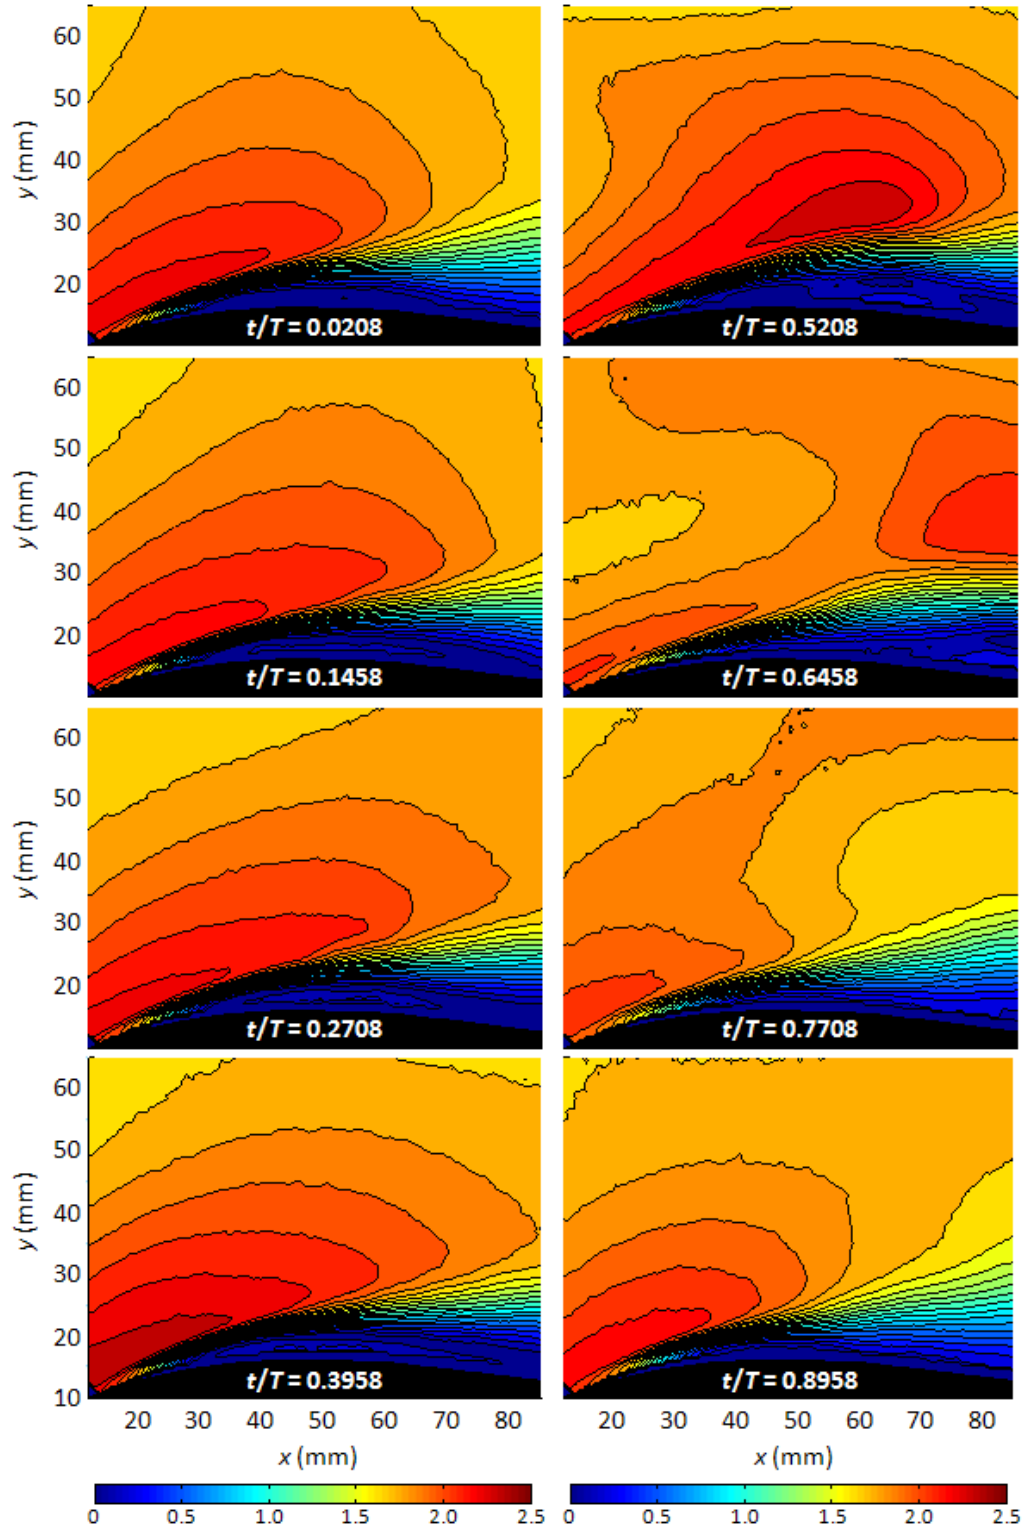 60
50
40
30
20
y (mm)
t/T = 0.0208
t/T = 0.5208
60
50
40
30
20
y (mm)
t/T = 0.1458
t/T = 0.6458
60
50
40
30
20
y (mm)
t/T = 0.2708
t/T = 0.7708
60
50
40
30
20
10
y (mm)
t/T = 0.3958
t/T = 0.8958
20 30 40 50 60 70 80
20 30 40 50 60 70 80
x (mm)
x (mm)
0 0.5 1.0 1.5 2.0 2.5
0 0.5 1.0 1.5 2.0 2.5